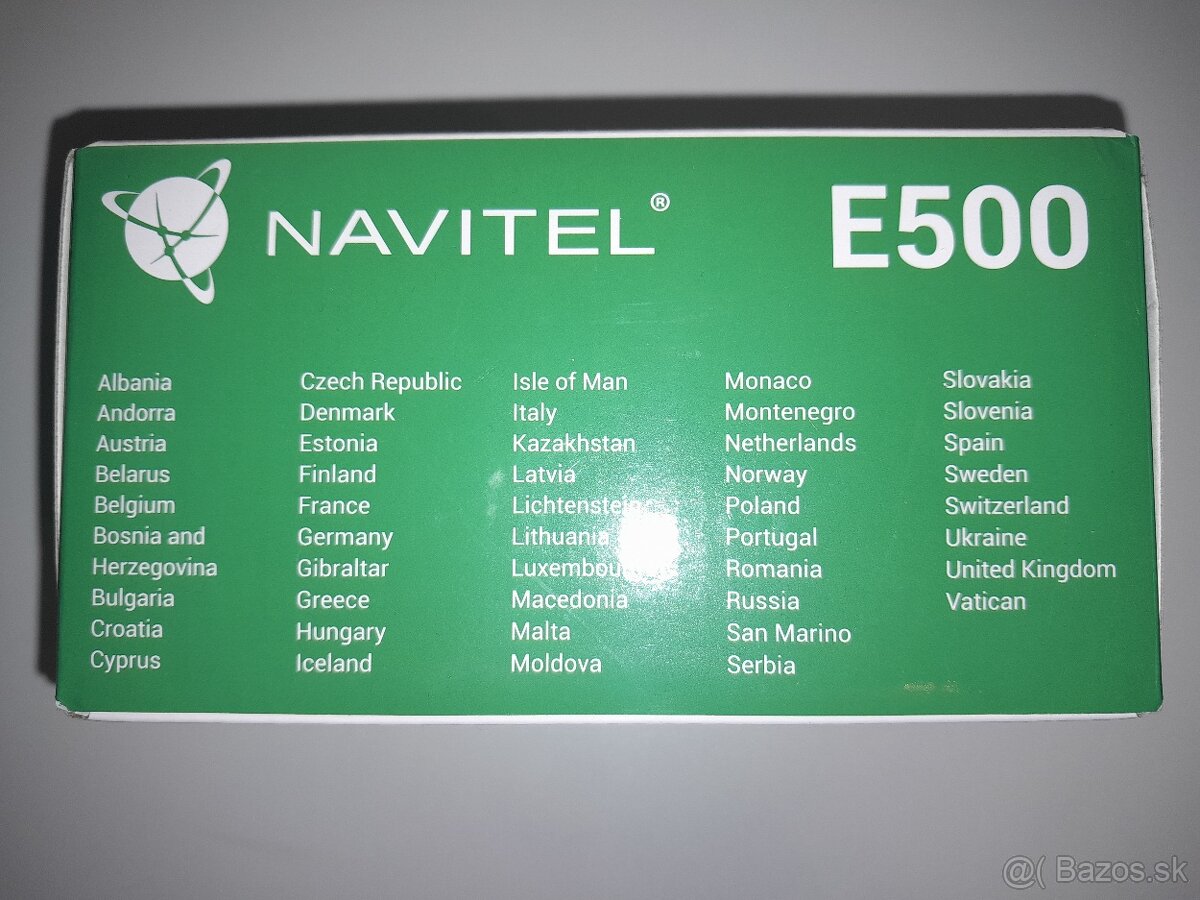 NAVITEL®
E500
Albania
Andorra
Austria
Belarus
Belgium
Bosnia and
Herzegovina
Bulgaria
Croatia
Cyprus
Czech Republic
Denmark
Estonia
Finland
France
Germany
Gibraltar
Greece
Hungary
Iceland
Isle of Man
Italy
Kazakhstan
Latvia
Lithuania
Macedonia
Malta
Moldova
Monaco
Montenegro
Netherlands
Norway
Poland
Portugal
Romania
Russia
San Marino
Serbia
Slovakia
Slovenia
Spain
Sweden
Switzerland
Ukraine
United Kingdom
Vatican
@( Bazos.sk